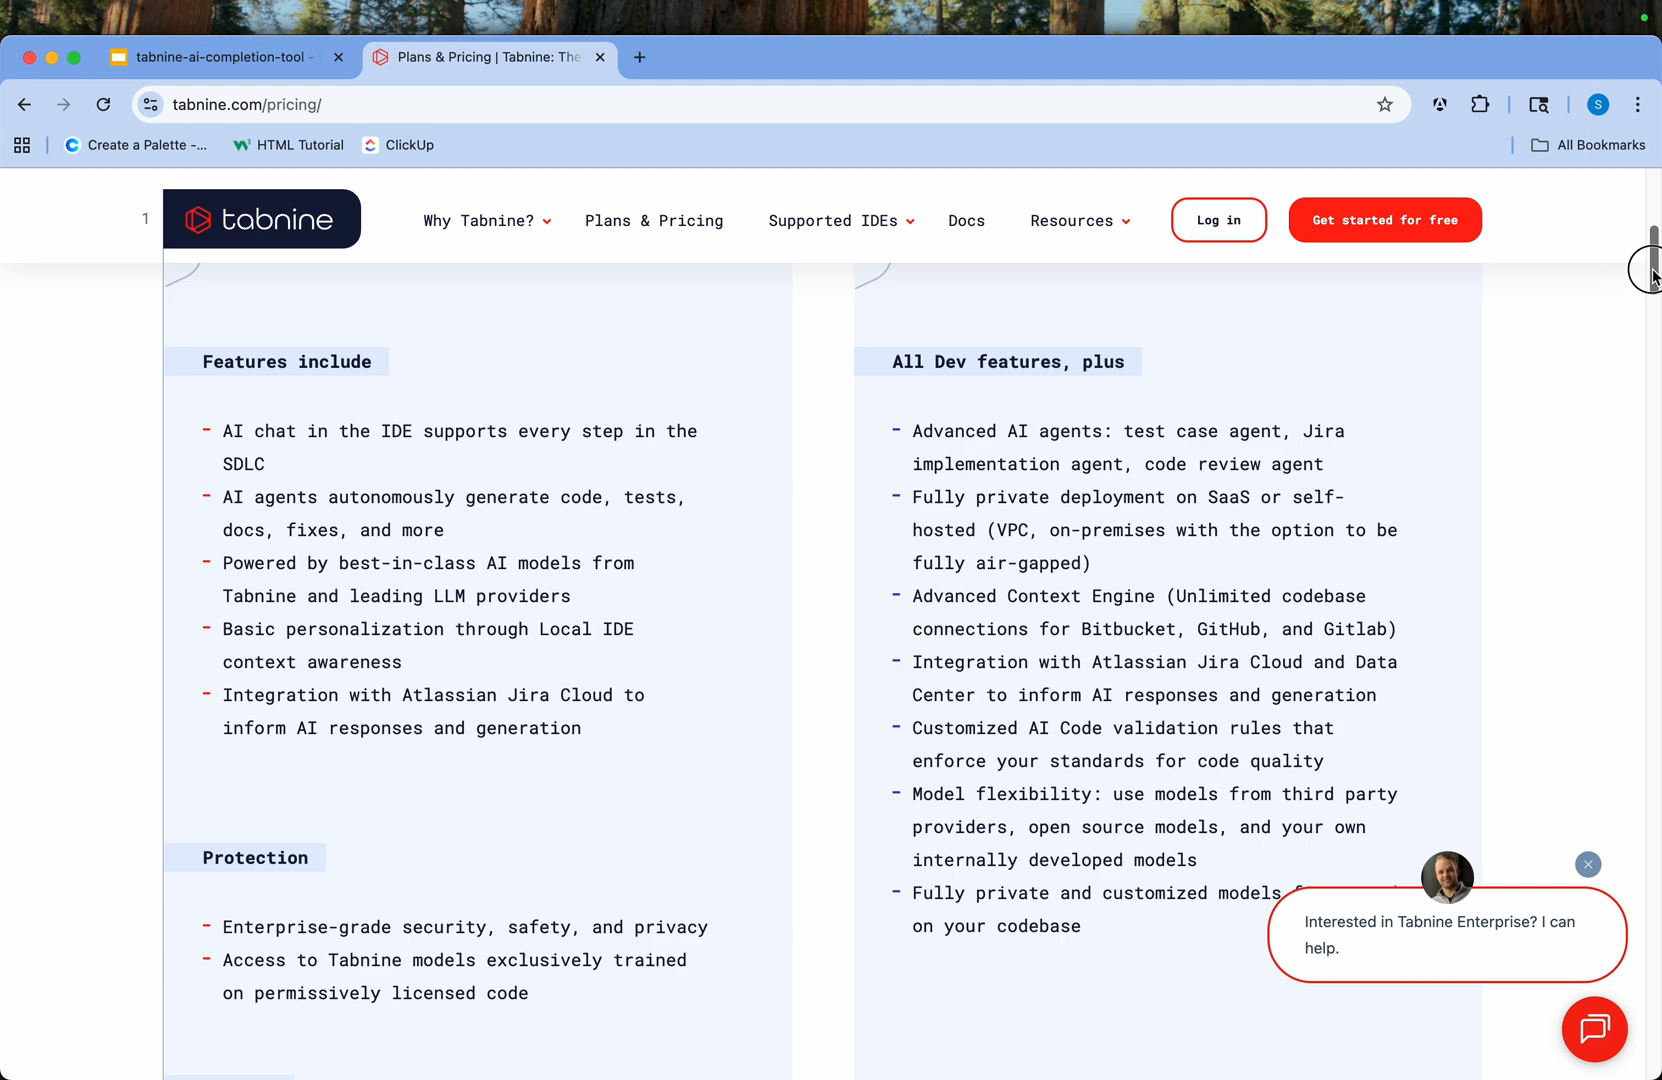 tabnine-ai-completion-tool -
Plans & Pricing | Tabnine: The
tabnine.com/pricing/
S
Create a Palette -...
HTML Tutorial
ClickUp
All Bookmarks
1
tabnine
Why Tabnine?
Plans & Pricing
Supported IDEs
Docs
Resources
Log in
Get started for free
Features include
AI chat in the IDE supports every step in the
SDLC
AI agents autonomously generate code, tests,
docs, fixes, and more
Powered by best-in-class AI models from
Tabnine and leading LLM providers
Basic personalization through Local IDE
context awareness
Integration with Atlassian Jira Cloud to
inform AI responses and generation
Protection
Enterprise-grade security, safety, and privacy
Access to Tabnine models exclusively trained
on permissively licensed code
All Dev features, plus
Advanced AI agents: test case agent, Jira
implementation agent, code review agent
Fully private deployment on SaaS or self-
hosted (VPC, on-premises with the option to be
fully air-gapped)
Advanced Context Engine (Unlimited codebase
connections for Bitbucket, GitHub, and Gitlab)
Integration with Atlassian Jira Cloud and Data
Center to inform AI responses and generation
Customized AI Code validation rules that
enforce your standards for code quality
Model flexibility: use models from third party
providers, open source models, and your own
internally developed models
Fully private and customized models
on your codebase
Interested in Tabnine Enterprise? I can
help.